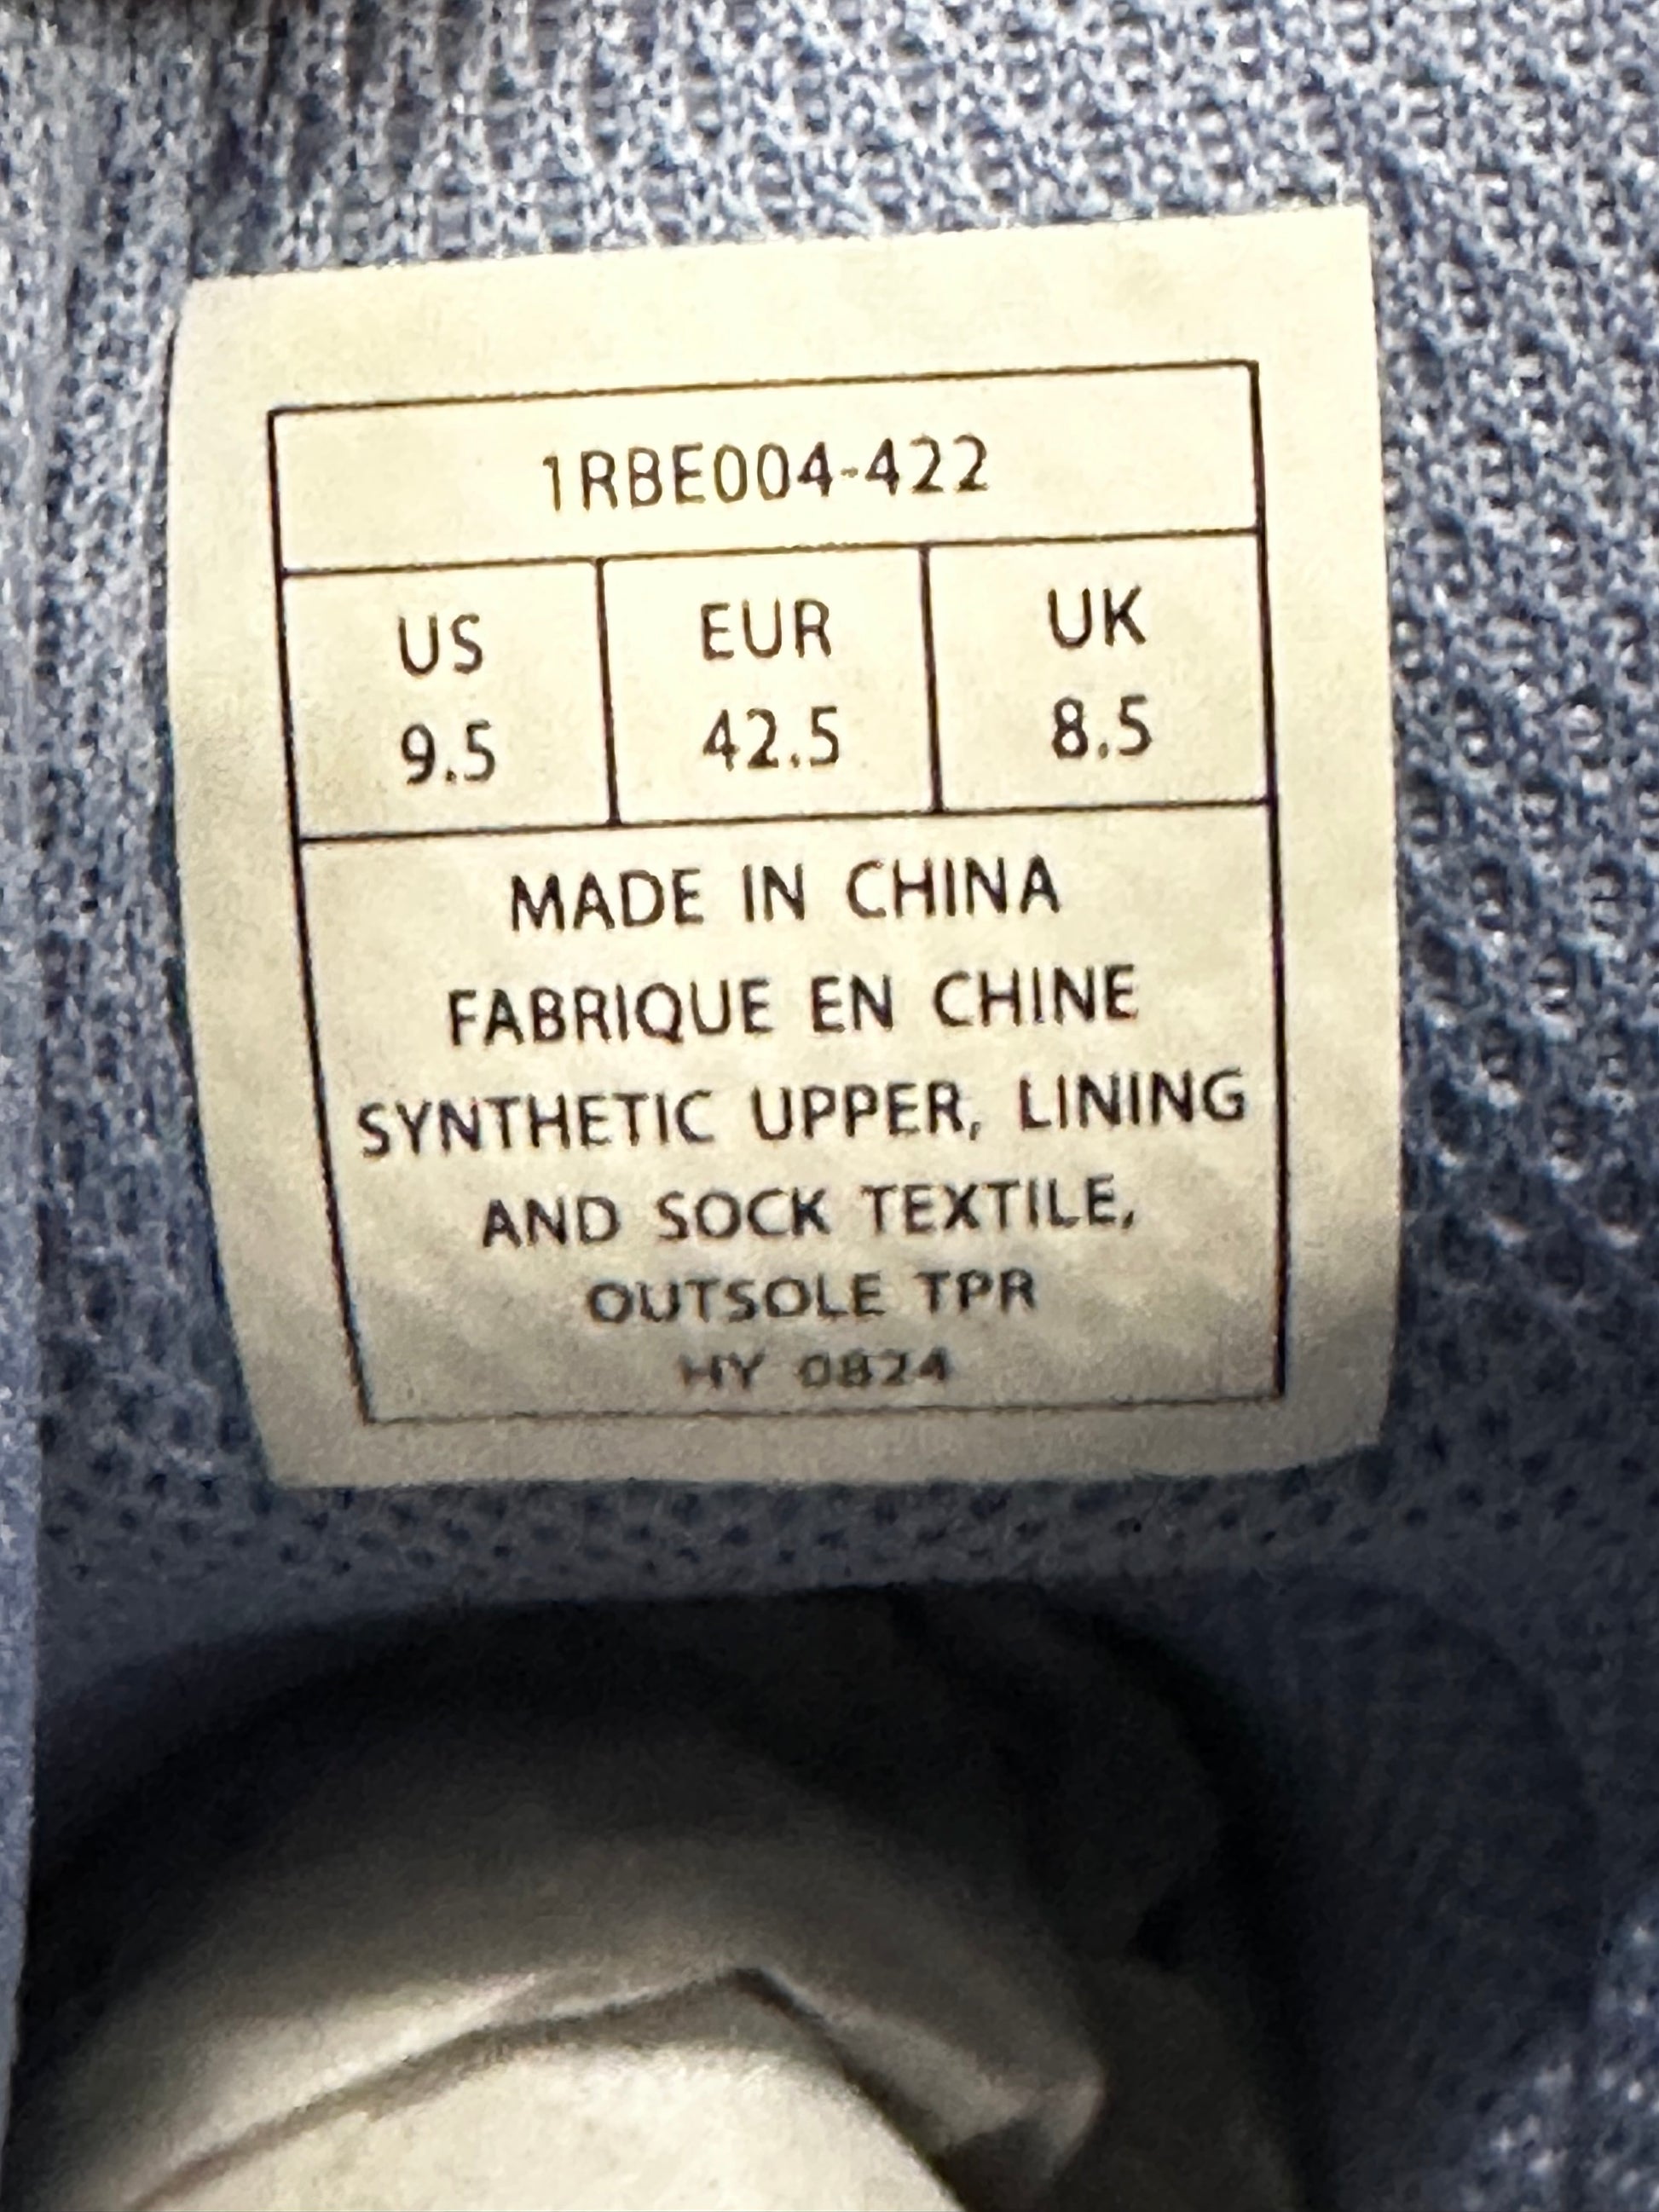 1RBE004-422
US EUR UK
9.5 42.5 8.5
MADE IN CHINA
FABRIQUE EN CHINE
SYNTHETIC UPPER, LINING
AND SOCK TEXTILE,
OUTSOLE TPR
HY 0824